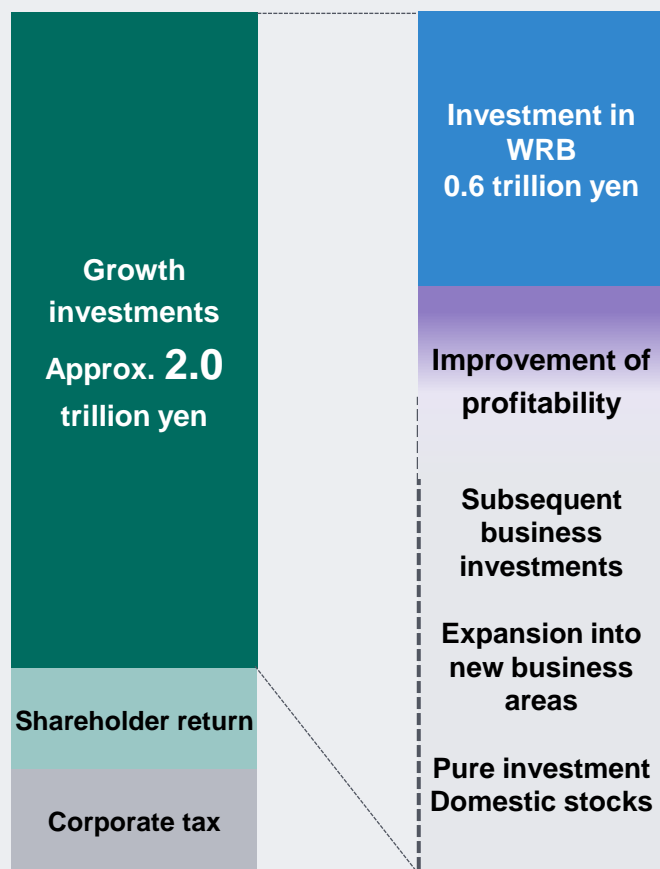 Growth
investments
Approx. 2.0
trillion yen
Shareholder return
Corporate tax
Investment in
WRB
0.6 trillion yen
Improvement of
profitability
Subsequent
business
investments
Expansion into
new business
areas
Pure investment
Domestic stocks